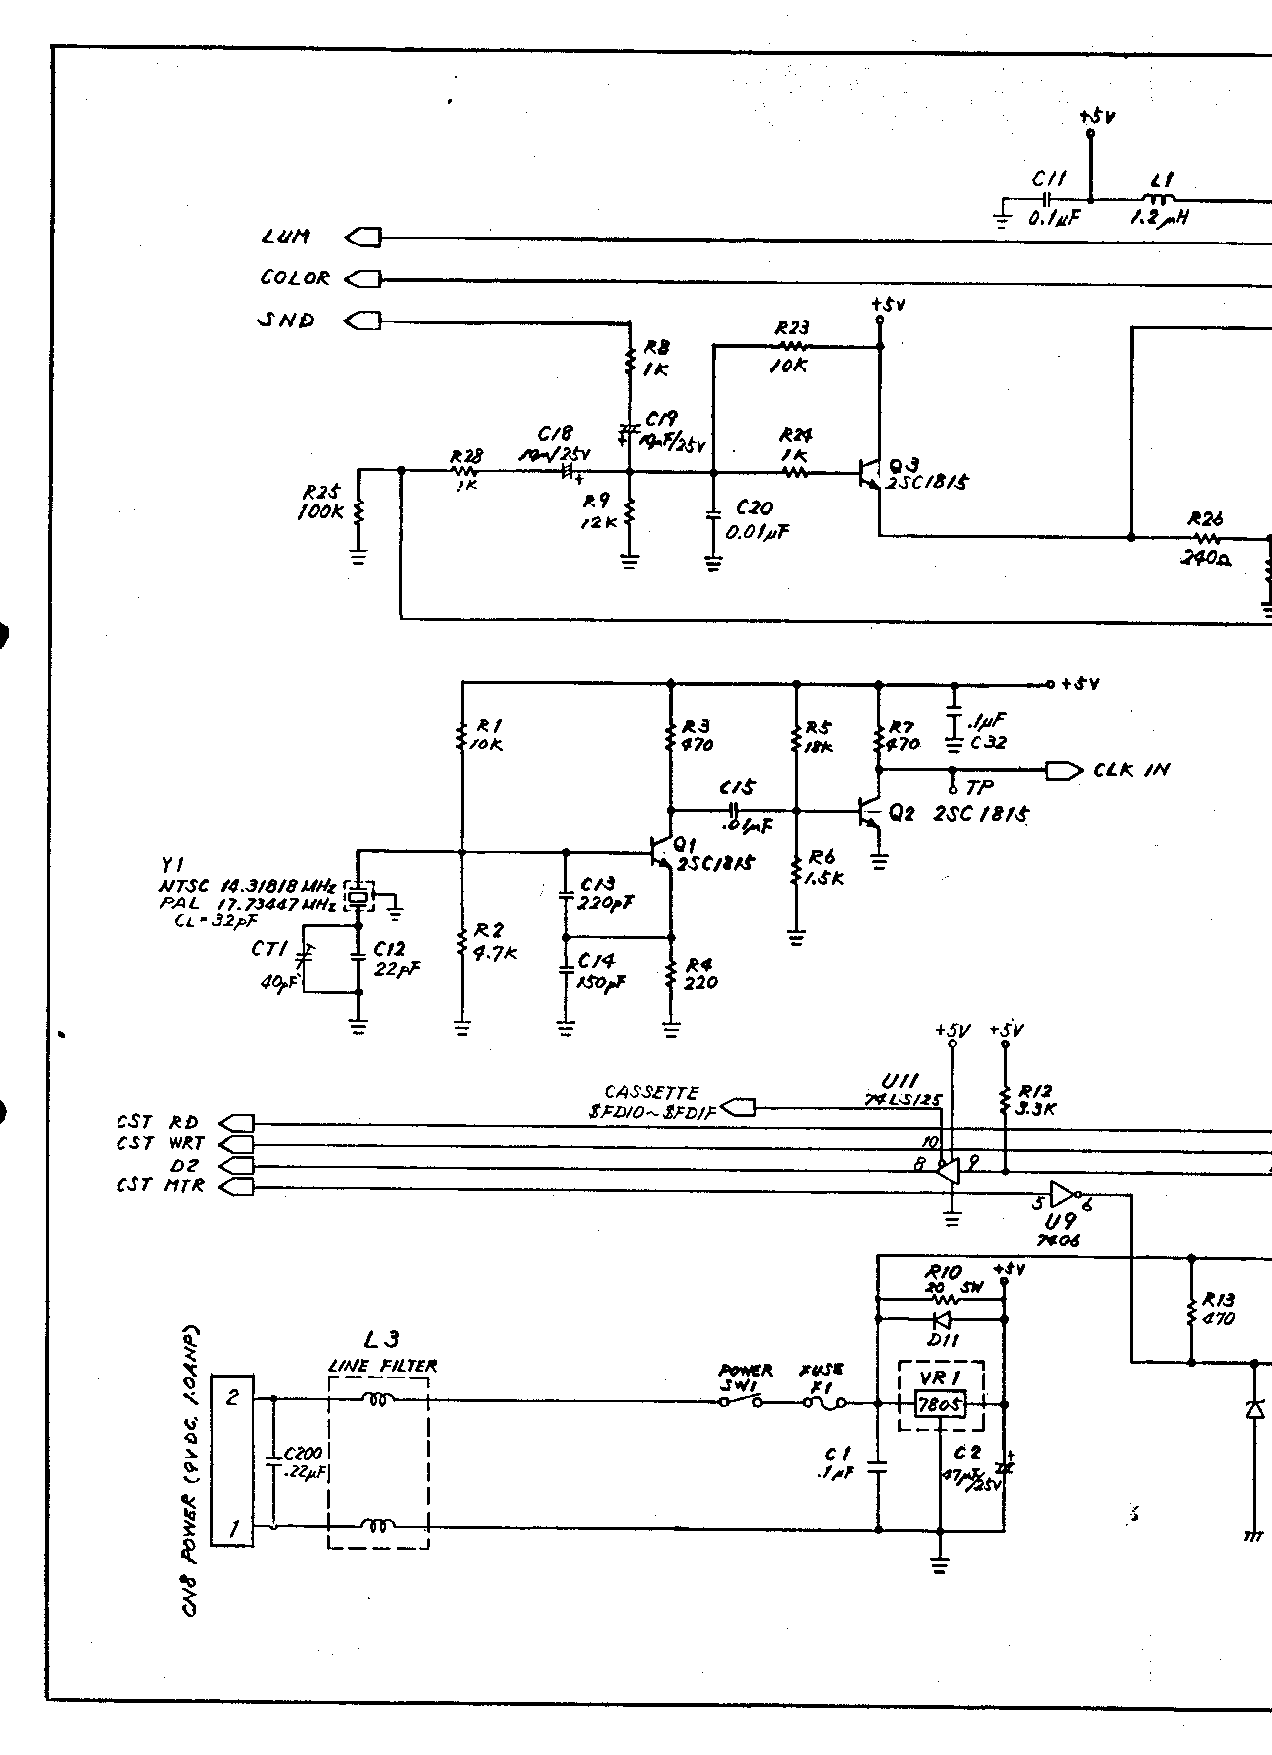 +5V
C11
0.1µF
L1
1.2µH
LUM
COLOR
SND
R8
1K
C19
10µF/25V
R23
10K
+5V
C18
10µ/25V
R28
1K
R24
1K
Q3
2SC1815
R25
100K
R9
12K
C20
0.01µF
R26
240Ω
+5V
R1
10K
R3
470
R5
18K
R7
470
.1µF
C32
CLK IN
TP
C15
.01µF
Q2 2SC1815
Q1
2SC1815
R6
1.5K
Y1
NTSC 14.31818 MHz
PAL 17.73447 MHz
CL=32pF
C13
220pF
CT1
40pF
C12
22pF
R2
4.7K
C14
150pF
R4
220
+5V
+5V
U11
74LS125
R12
3.3K
CASSETTE
$FD10~$FD1F
CST RD
CST WRT
D2
CST MTR
10
8
9
5
6
U9
7406
R10
20 5W
+5V
D11
R13
470
L3
LINE FILTER
POWER
SW1
FUSE
F1
VR1
7805
CN8 POWER (9VDC, 1.0AMP)
2
1
C200
.22µF
C1
.1µF
C2
47µF/25V
+